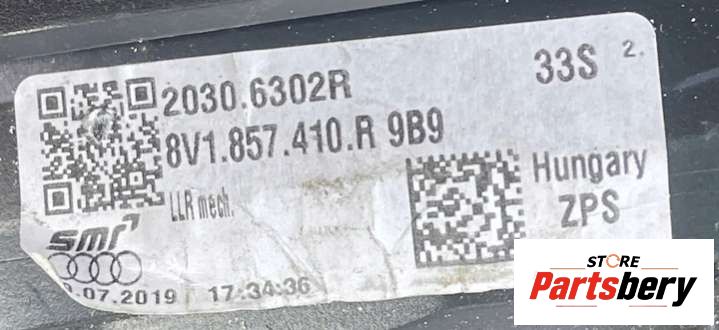 2030.6302R
33S 2.
8V1.857.410.R 9B9
LLR mech.
Hungary
ZPS
smr
.07.2019 17:34:36
STORE
Partsbery